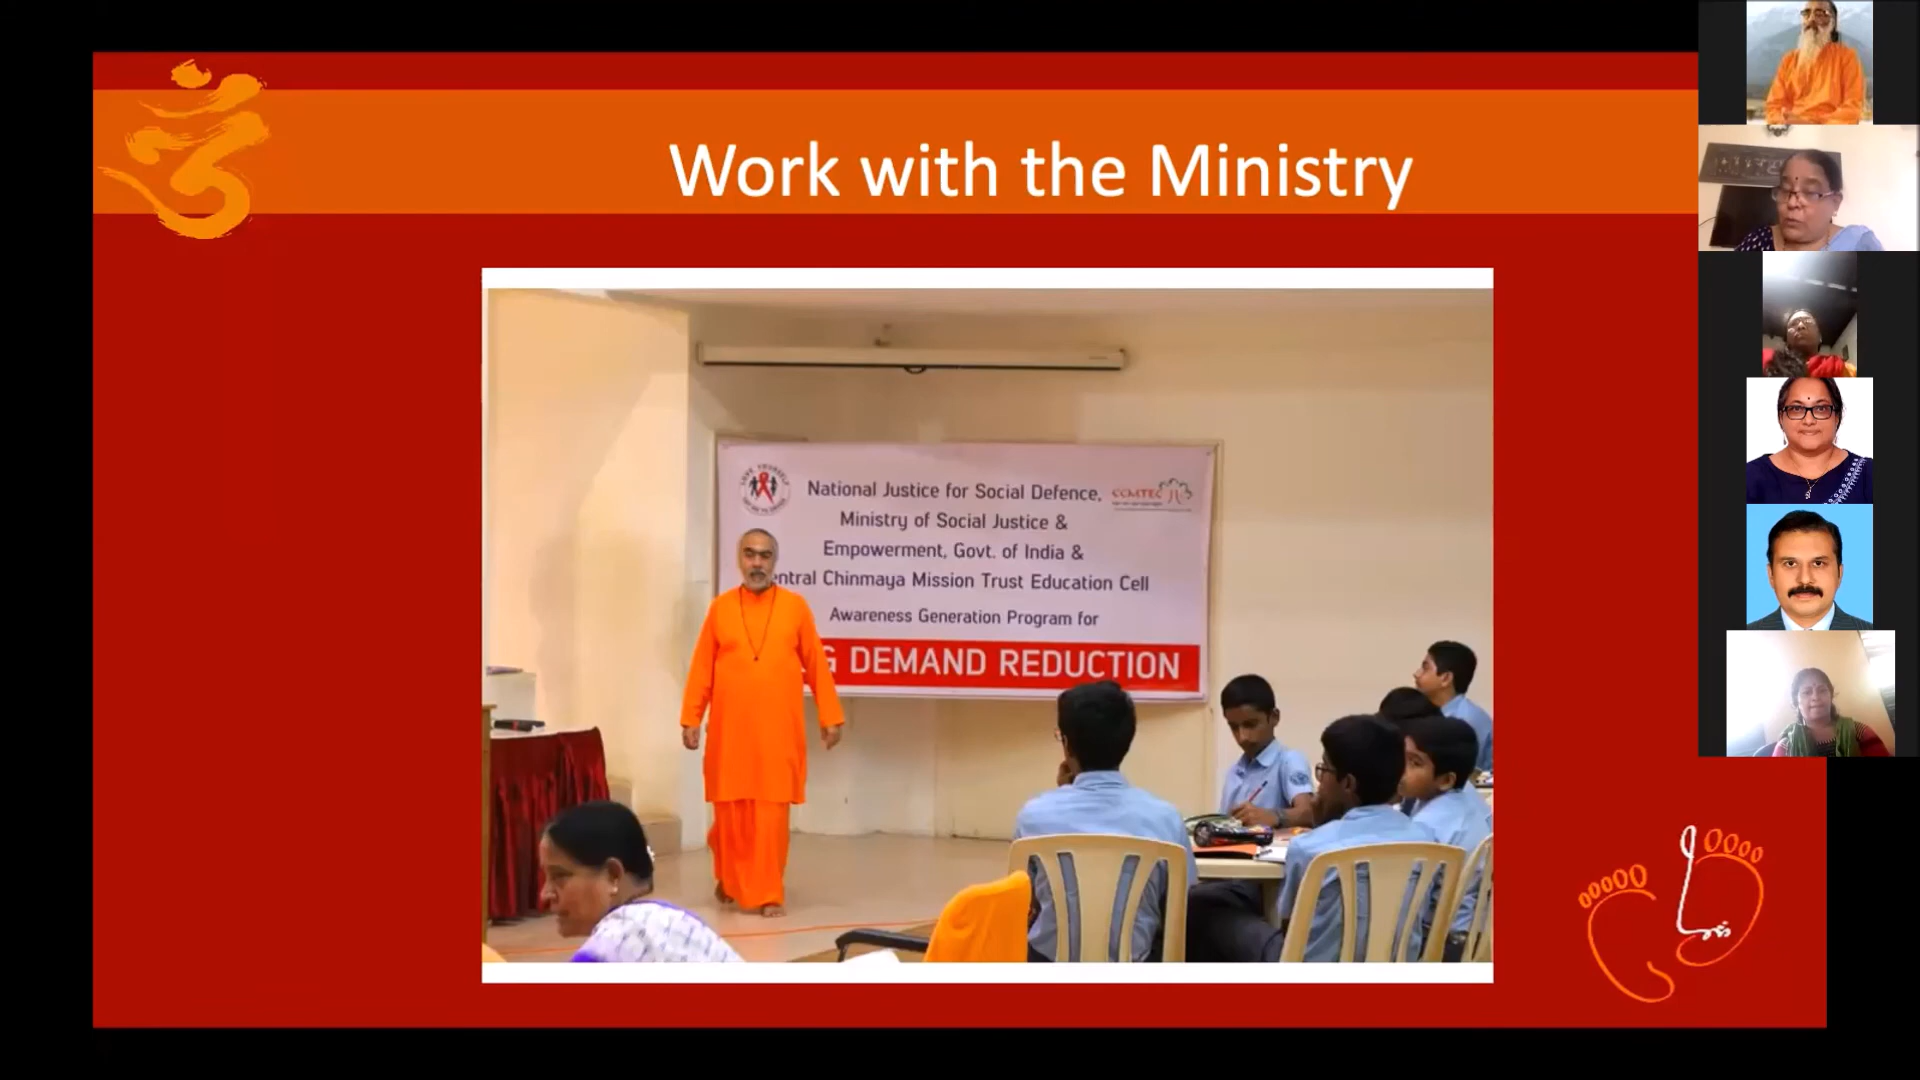 ॐ
Work with the Ministry
National Justice for Social Defence,
Ministry of Social Justice &
Empowerment, Govt. of India &
entral Chinmaya Mission Trust Education Cell
CCMTEC
Awareness Generation Program for
G DEMAND REDUCTION